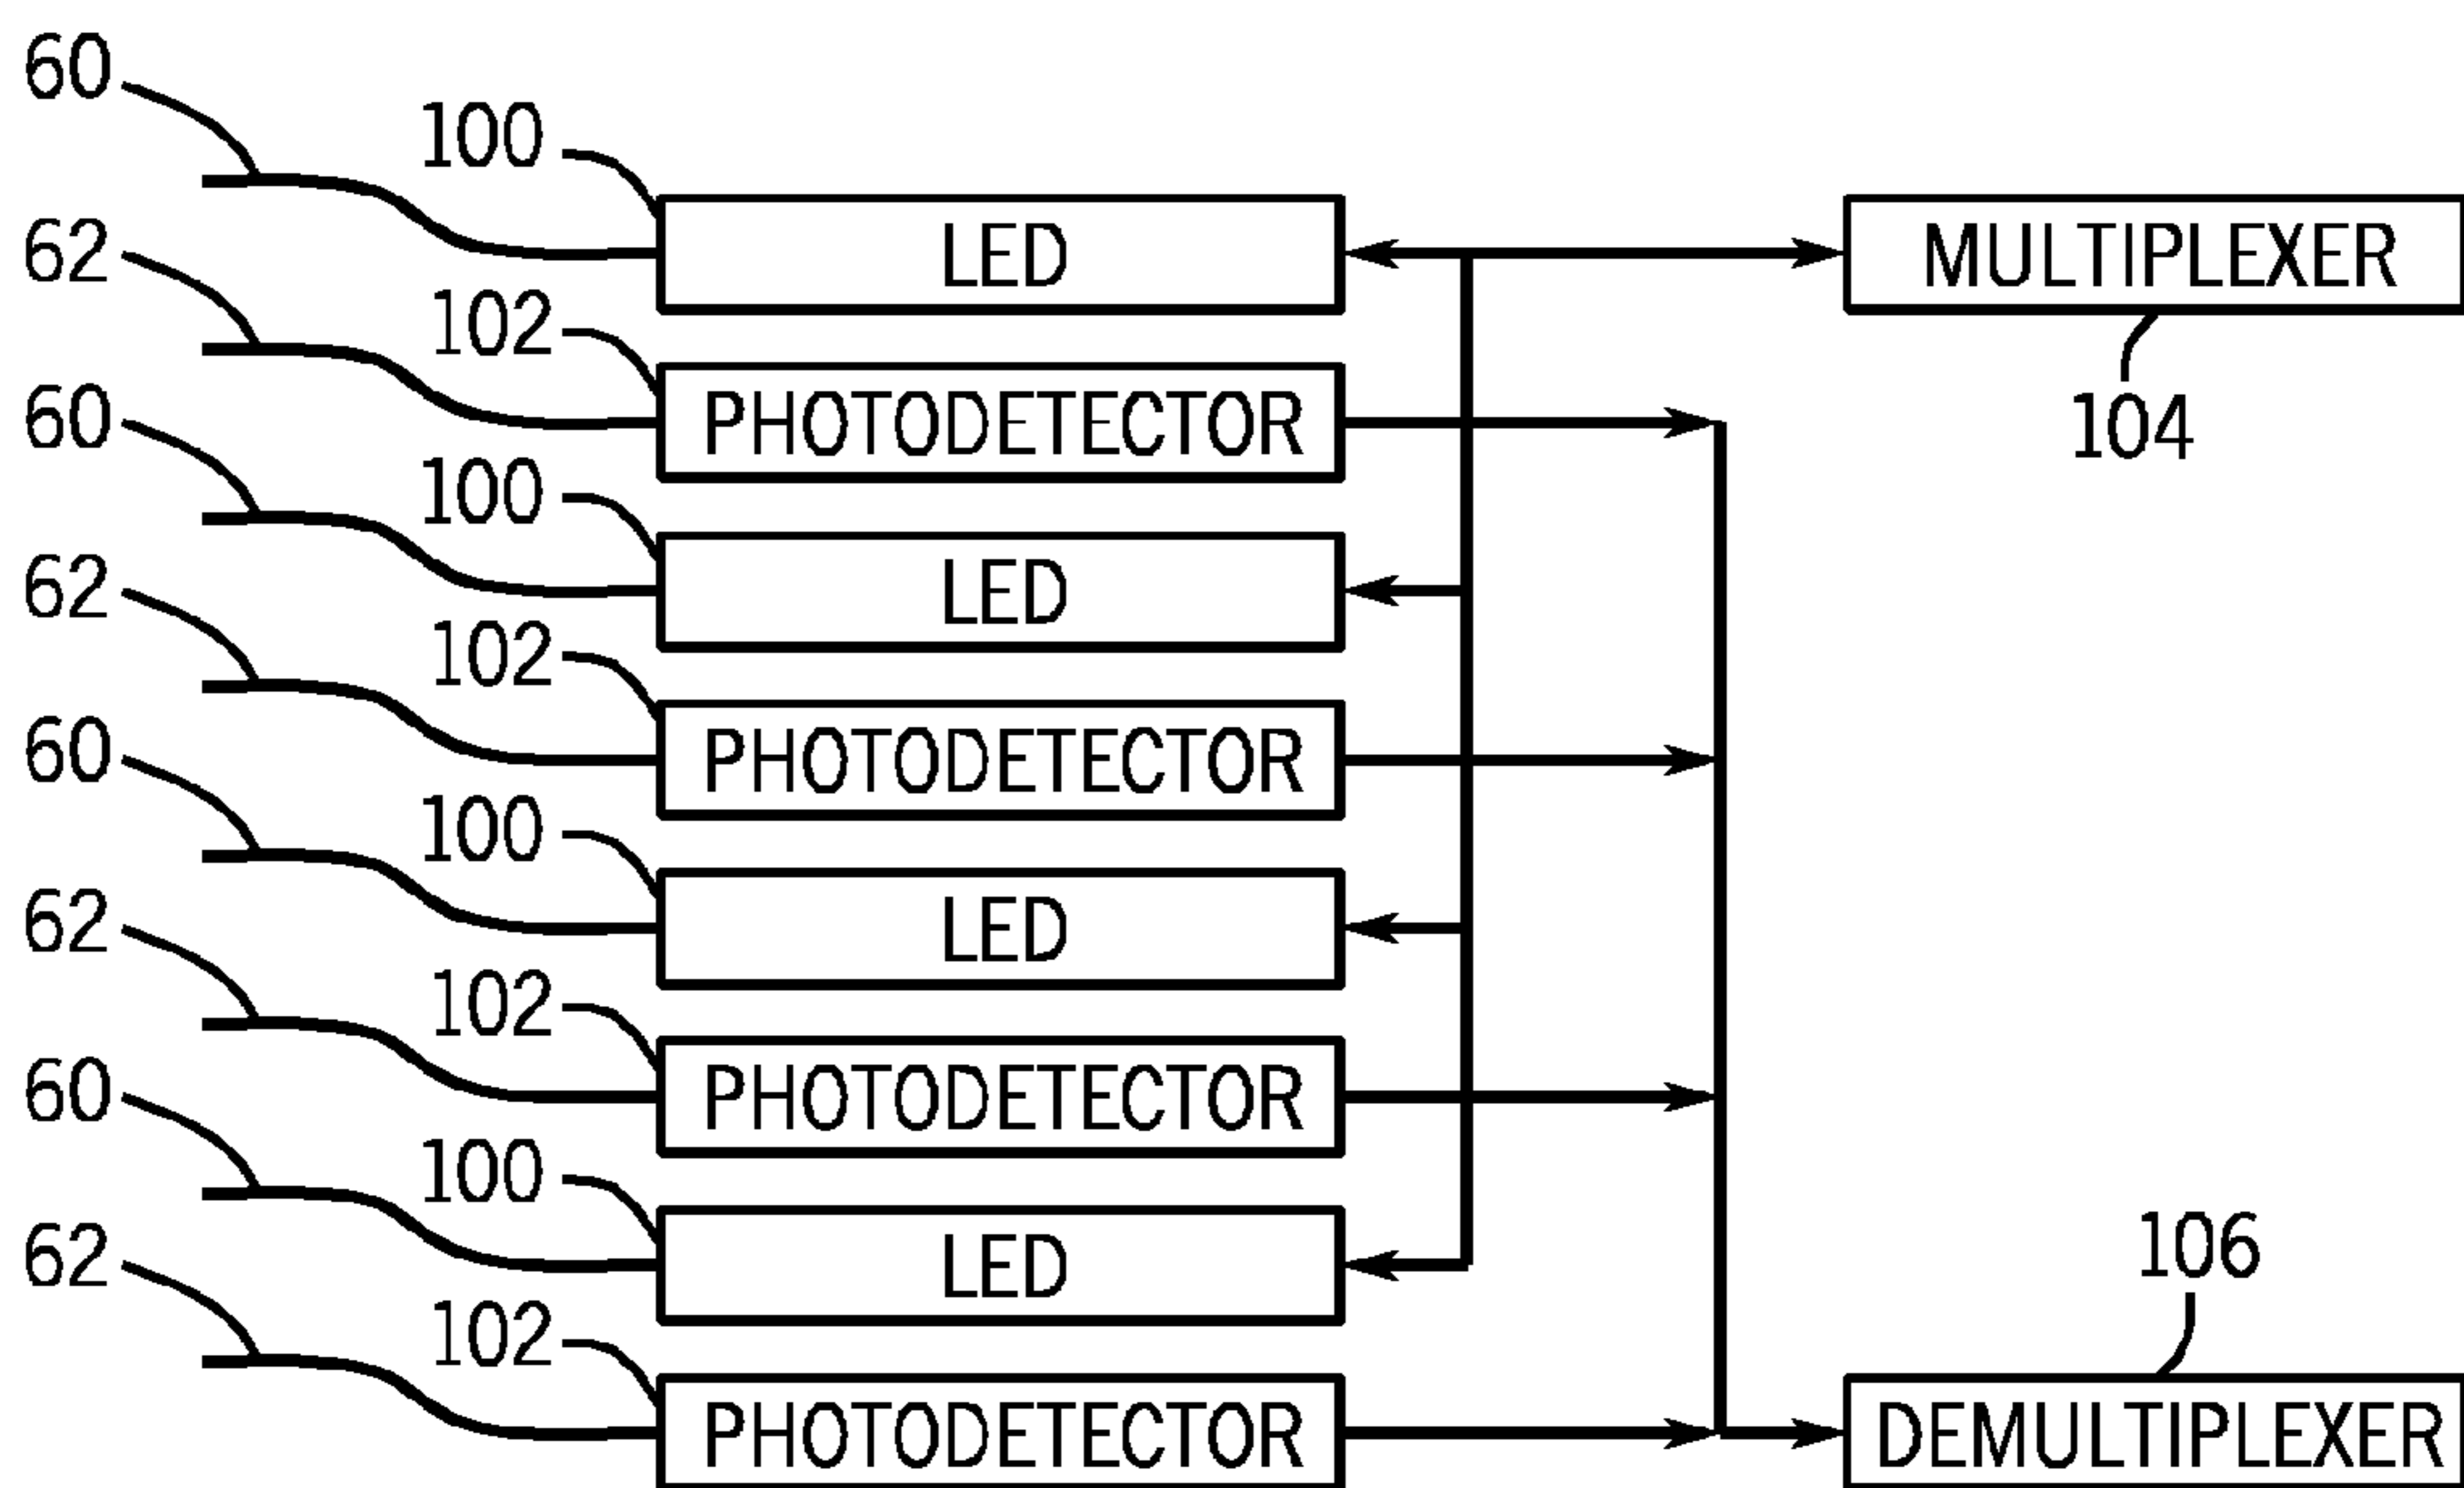 60
100
LED
MULTIPLEXER
62
102
PHOTODETECTOR
104
60
100
LED
62
102
PHOTODETECTOR
60
100
LED
62
102
PHOTODETECTOR
60
100
LED
106
62
102
PHOTODETECTOR
DEMULTIPLEXER